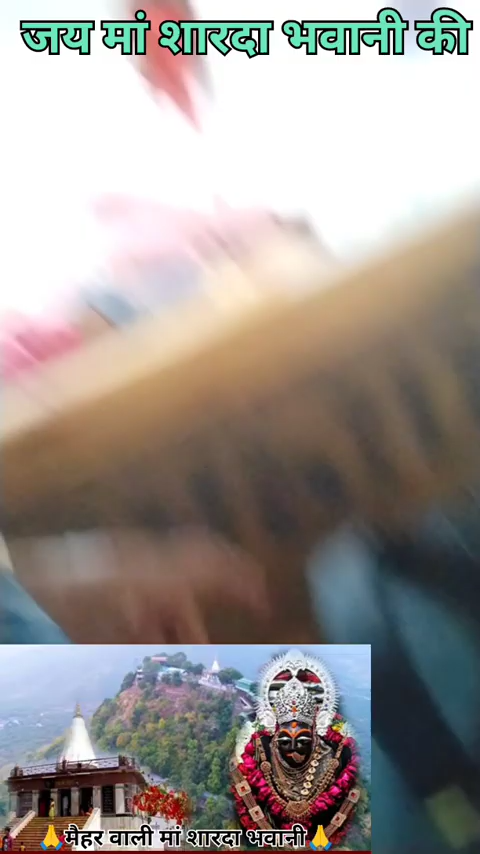 जय मां शारदा भवानी की
🙏मैहर वाली मां शारदा भवानी🙏